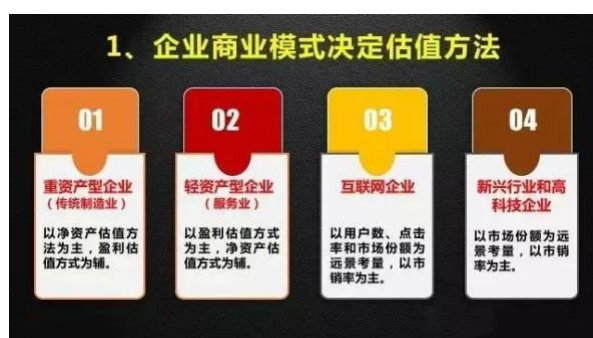 1、企业商业模式决定估值方法
01
重资产型企业
（传统制造业）
以净资产估值方
法为主，盈利估
值方式为辅。
02
轻资产型企业
（服务业）
以盈利估值方式
为主，净资产估
值方式为辅。
03
互联网企业
以用户数、点击
率和市场份额为
远景考量，以市
销率为主。
04
新兴行业和高
科技企业
以市场份额为远
景考量，以市销
率为主。